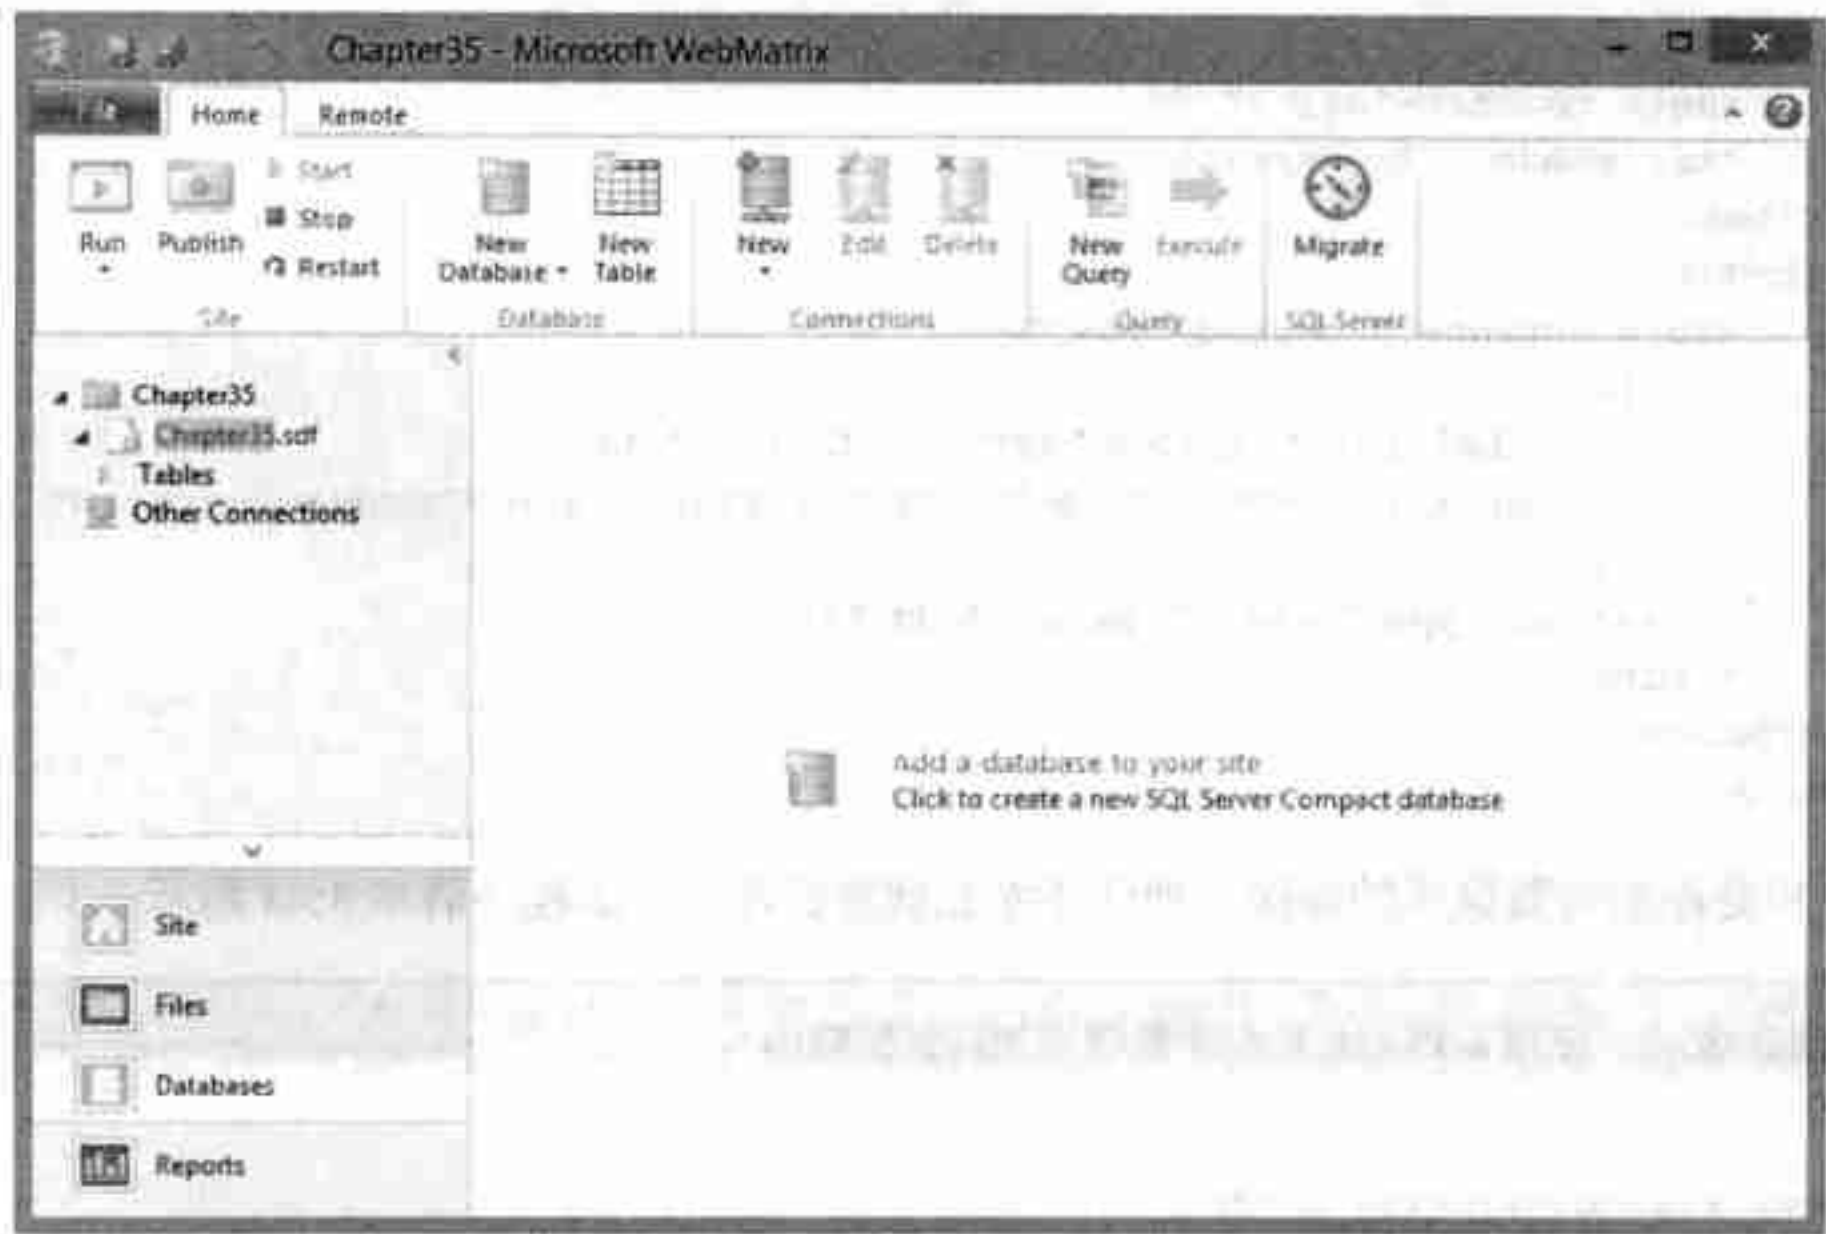 Chapter35 - Microsoft WebMatrix
Home Remote
Run
Publish
Start
Stop
Restart
Site
New Database
New Table
Database
New
Edit
Delete
Connections
New Query
Execute
Query
Migrate
SQL Server
Chapter35
Chapter35.sdf
Tables
Other Connections
Add a database to your site
Click to create a new SQL Server Compact database
Site
Files
Databases
Reports